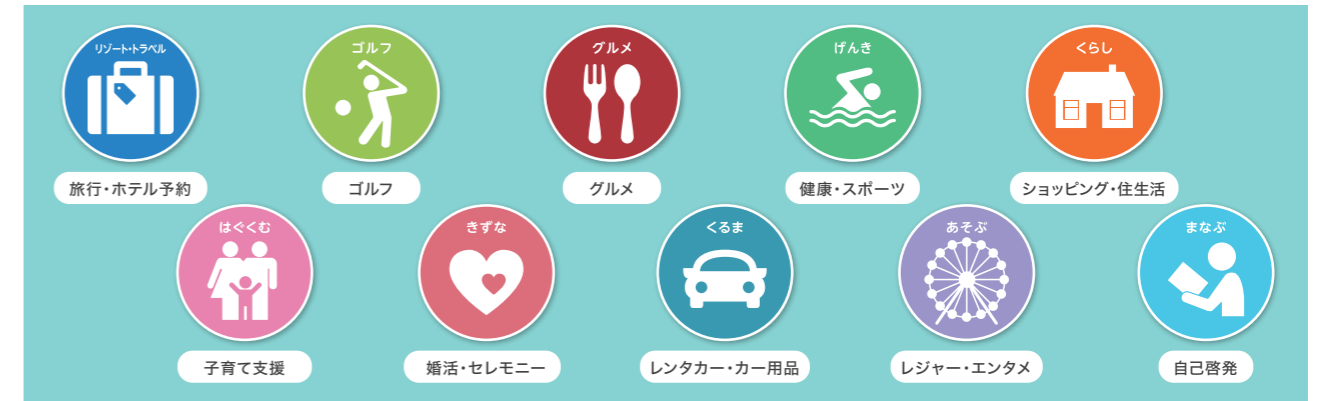 リゾート・トラベル
旅行・ホテル予約
ゴルフ
ゴルフ
グルメ
グルメ
げんき
健康・スポーツ
くらし
ショッピング・住生活
はぐくむ
子育て支援
きずな
婚活・セレモニー
くるま
レンタカー・カー用品
あそぶ
レジャー・エンタメ
まなぶ
自己啓発